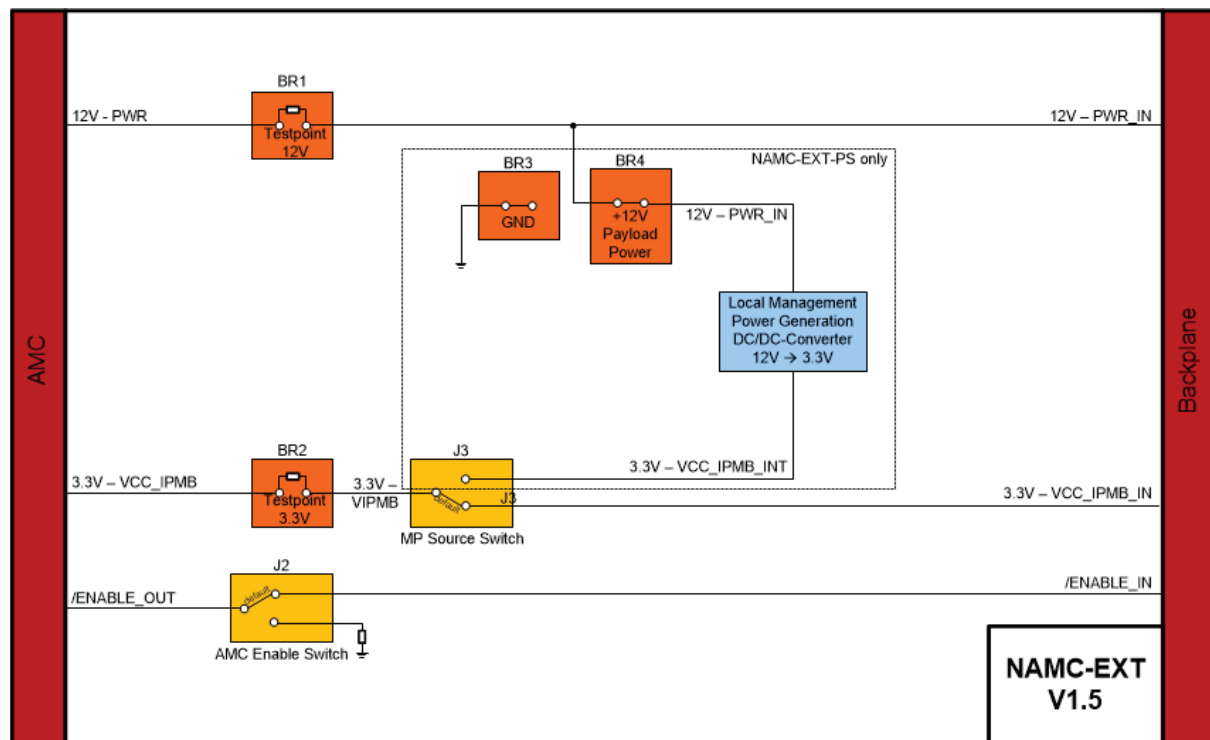 BR1
12V - PWR
Testpoint
12V
12V – PWR_IN
NAMC-EXT-PS only
BR3
GND
BR4
+12V
Payload
Power
12V – PWR_IN
Local Management
Power Generation
DC/DC-Converter
12V → 3.3V
AMC
Backplane
BR2
3.3V – VCC_IPMB
Testpoint
3.3V
3.3V –
VIPMB
J3
default
J3
MP Source Switch
3.3V – VCC_IPMB_INT
3.3V – VCC_IPMB_IN
J2
/ENABLE_OUT
default
AMC Enable Switch
/ENABLE_IN
NAMC-EXT
V1.5